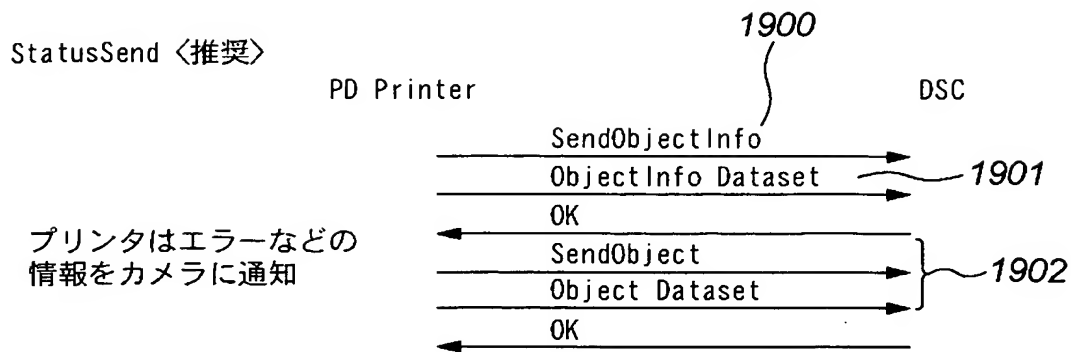 1900
StatusSend〈推奨〉
PD Printer
DSC
SendObjectInfo
ObjectInfo Dataset
1901
OK
プリンタはエラーなどの
情報をカメラに通知
SendObject
1902
Object Dataset
OK